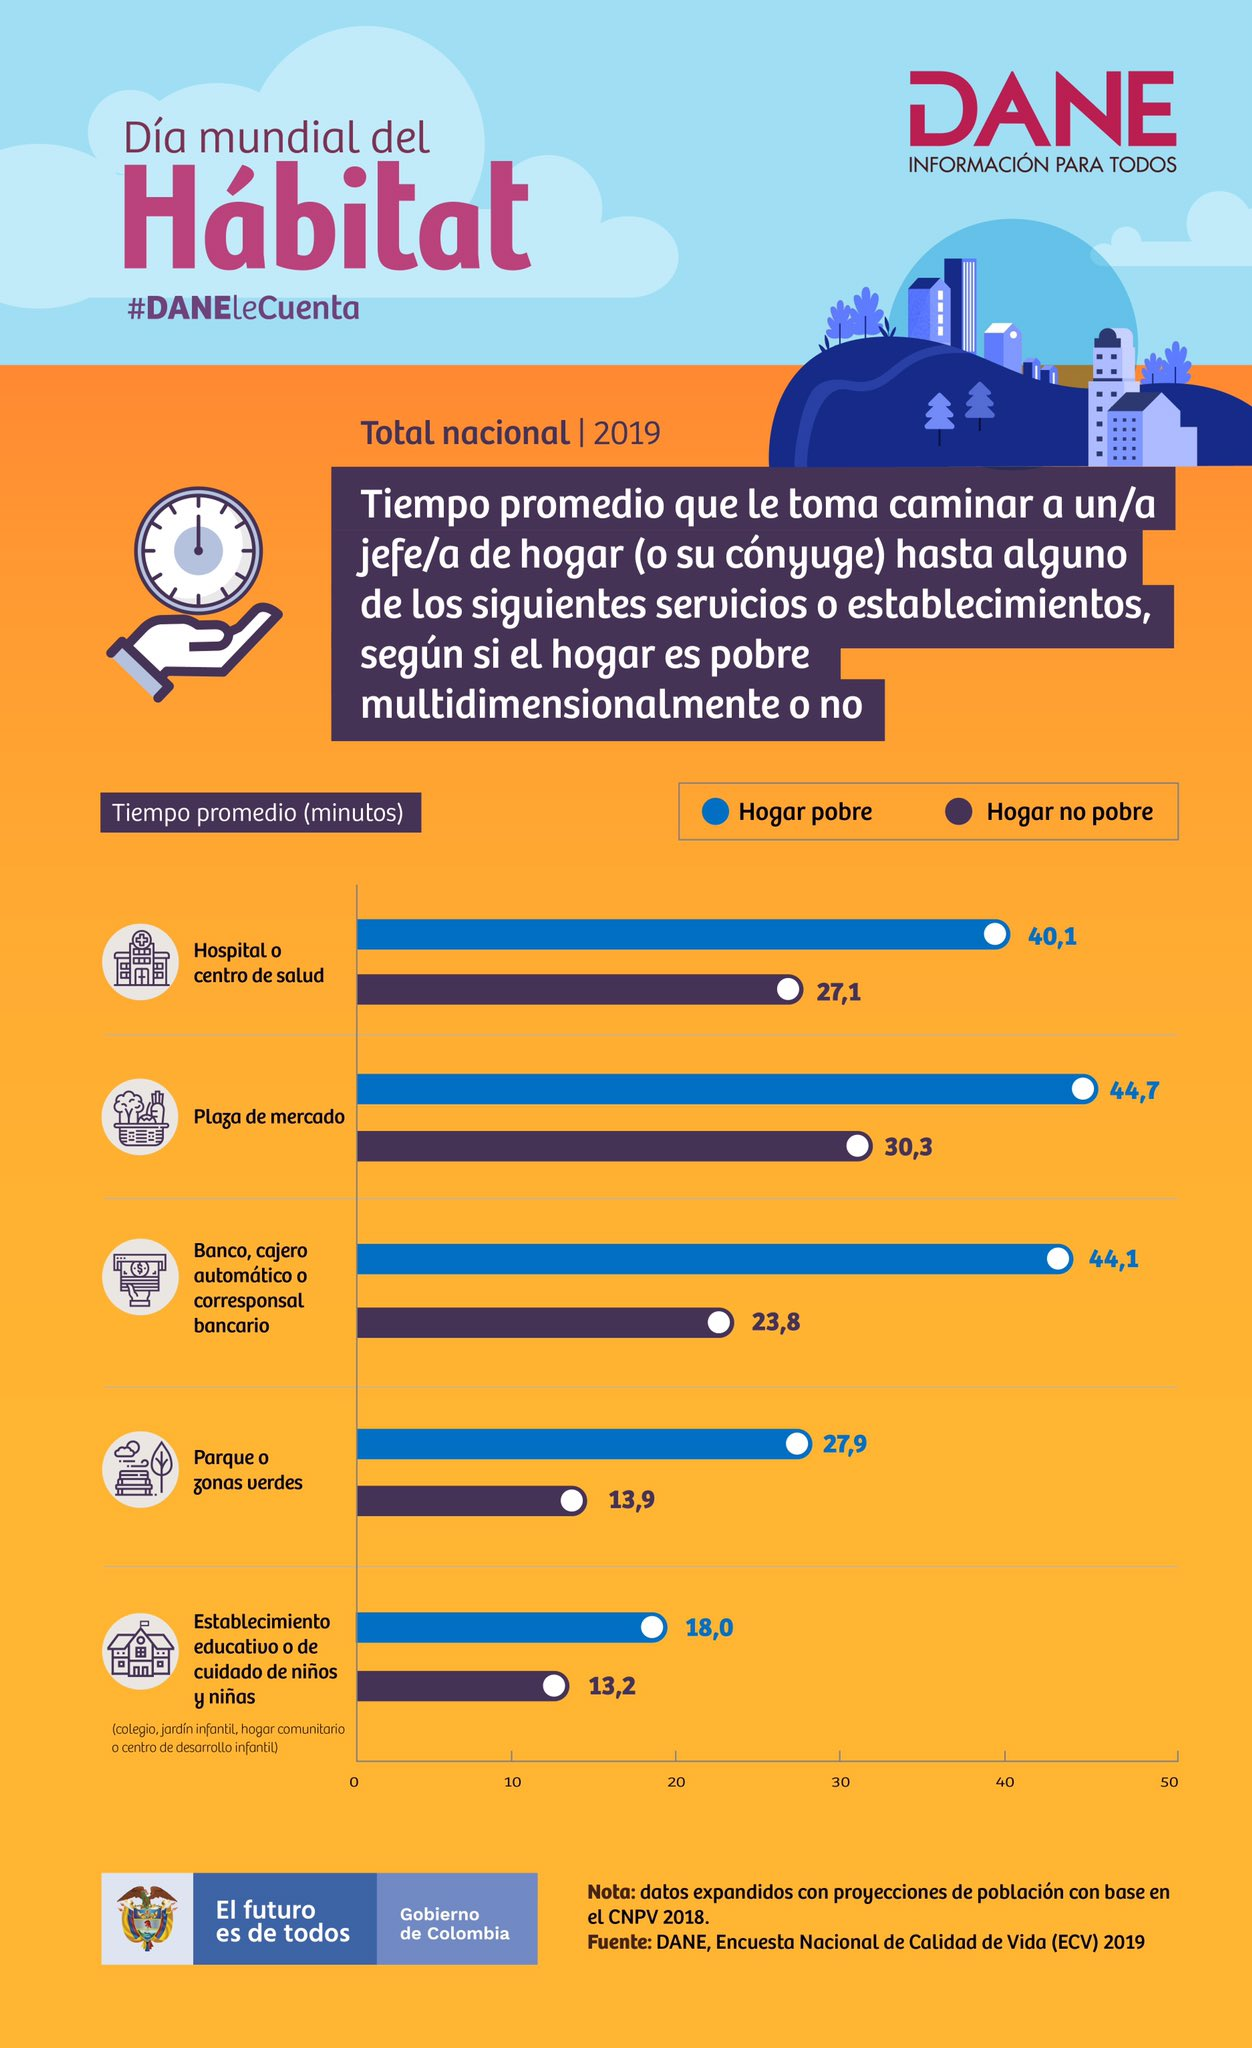 Día mundial del
Hábitat
#DANEleCuenta
DANE
INFORMACIÓN PARA TODOS
Total nacional | 2019
Tiempo promedio que le toma caminar a un/a
jefe/a de hogar (o su cónyuge) hasta alguno
de los siguientes servicios o establecimientos,
según si el hogar es pobre
multidimensionalmente o no
Tiempo promedio (minutos)
Hogar pobre
Hogar no pobre
Hospital o
centro de salud
40,1
27,1
Plaza de mercado
44,7
30,3
Banco, cajero
automático o
corresponsal
bancario
44,1
23,8
Parque o
zonas verdes
27,9
13,9
Establecimiento
educativo o de
cuidado de niños
y niñas
(colegio, jardín infantil, hogar comunitario
o centro de desarrollo infantil)
18,0
13,2
0 10 20 30 40 50
El futuro
es de todos
Gobierno
de Colombia
Nota: datos expandidos con proyecciones de población con base en
el CNPV 2018.
Fuente: DANE, Encuesta Nacional de Calidad de Vida (ECV) 2019